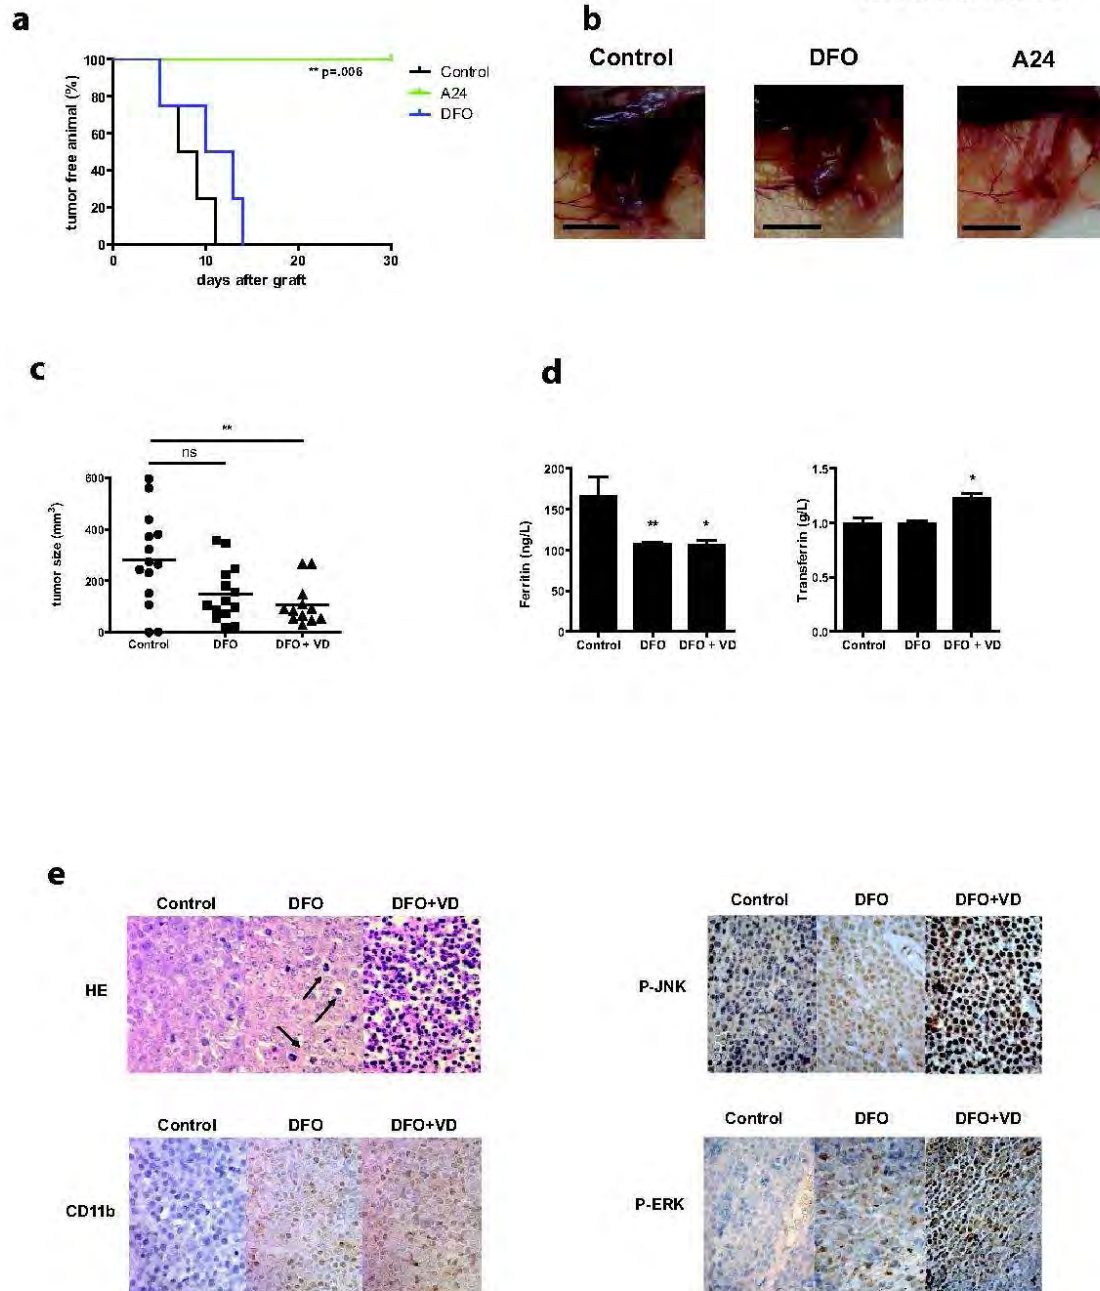 a
100
80
60
40
20
0
tumor free animal (%)
0 10 20 30
days after graft
** p=.006
Control
A24
DFO
b
Control DFO A24
c
**
ns
600
400
200
0
tumor size (mm3)
Control DFO DFO + VD
d
200
150
100
50
0
Ferritin (ng/L)
** *
Control DFO DFO + VD
1.5
1.0
0.5
0.0
Transferrin (g/L)
*
Control DFO DFO + VD
e
Control DFO DFO+VD
HE
Control DFO DFO+VD
CD11b
Control DFO DFO+VD
P-JNK
Control DFO DFO+VD
P-ERK